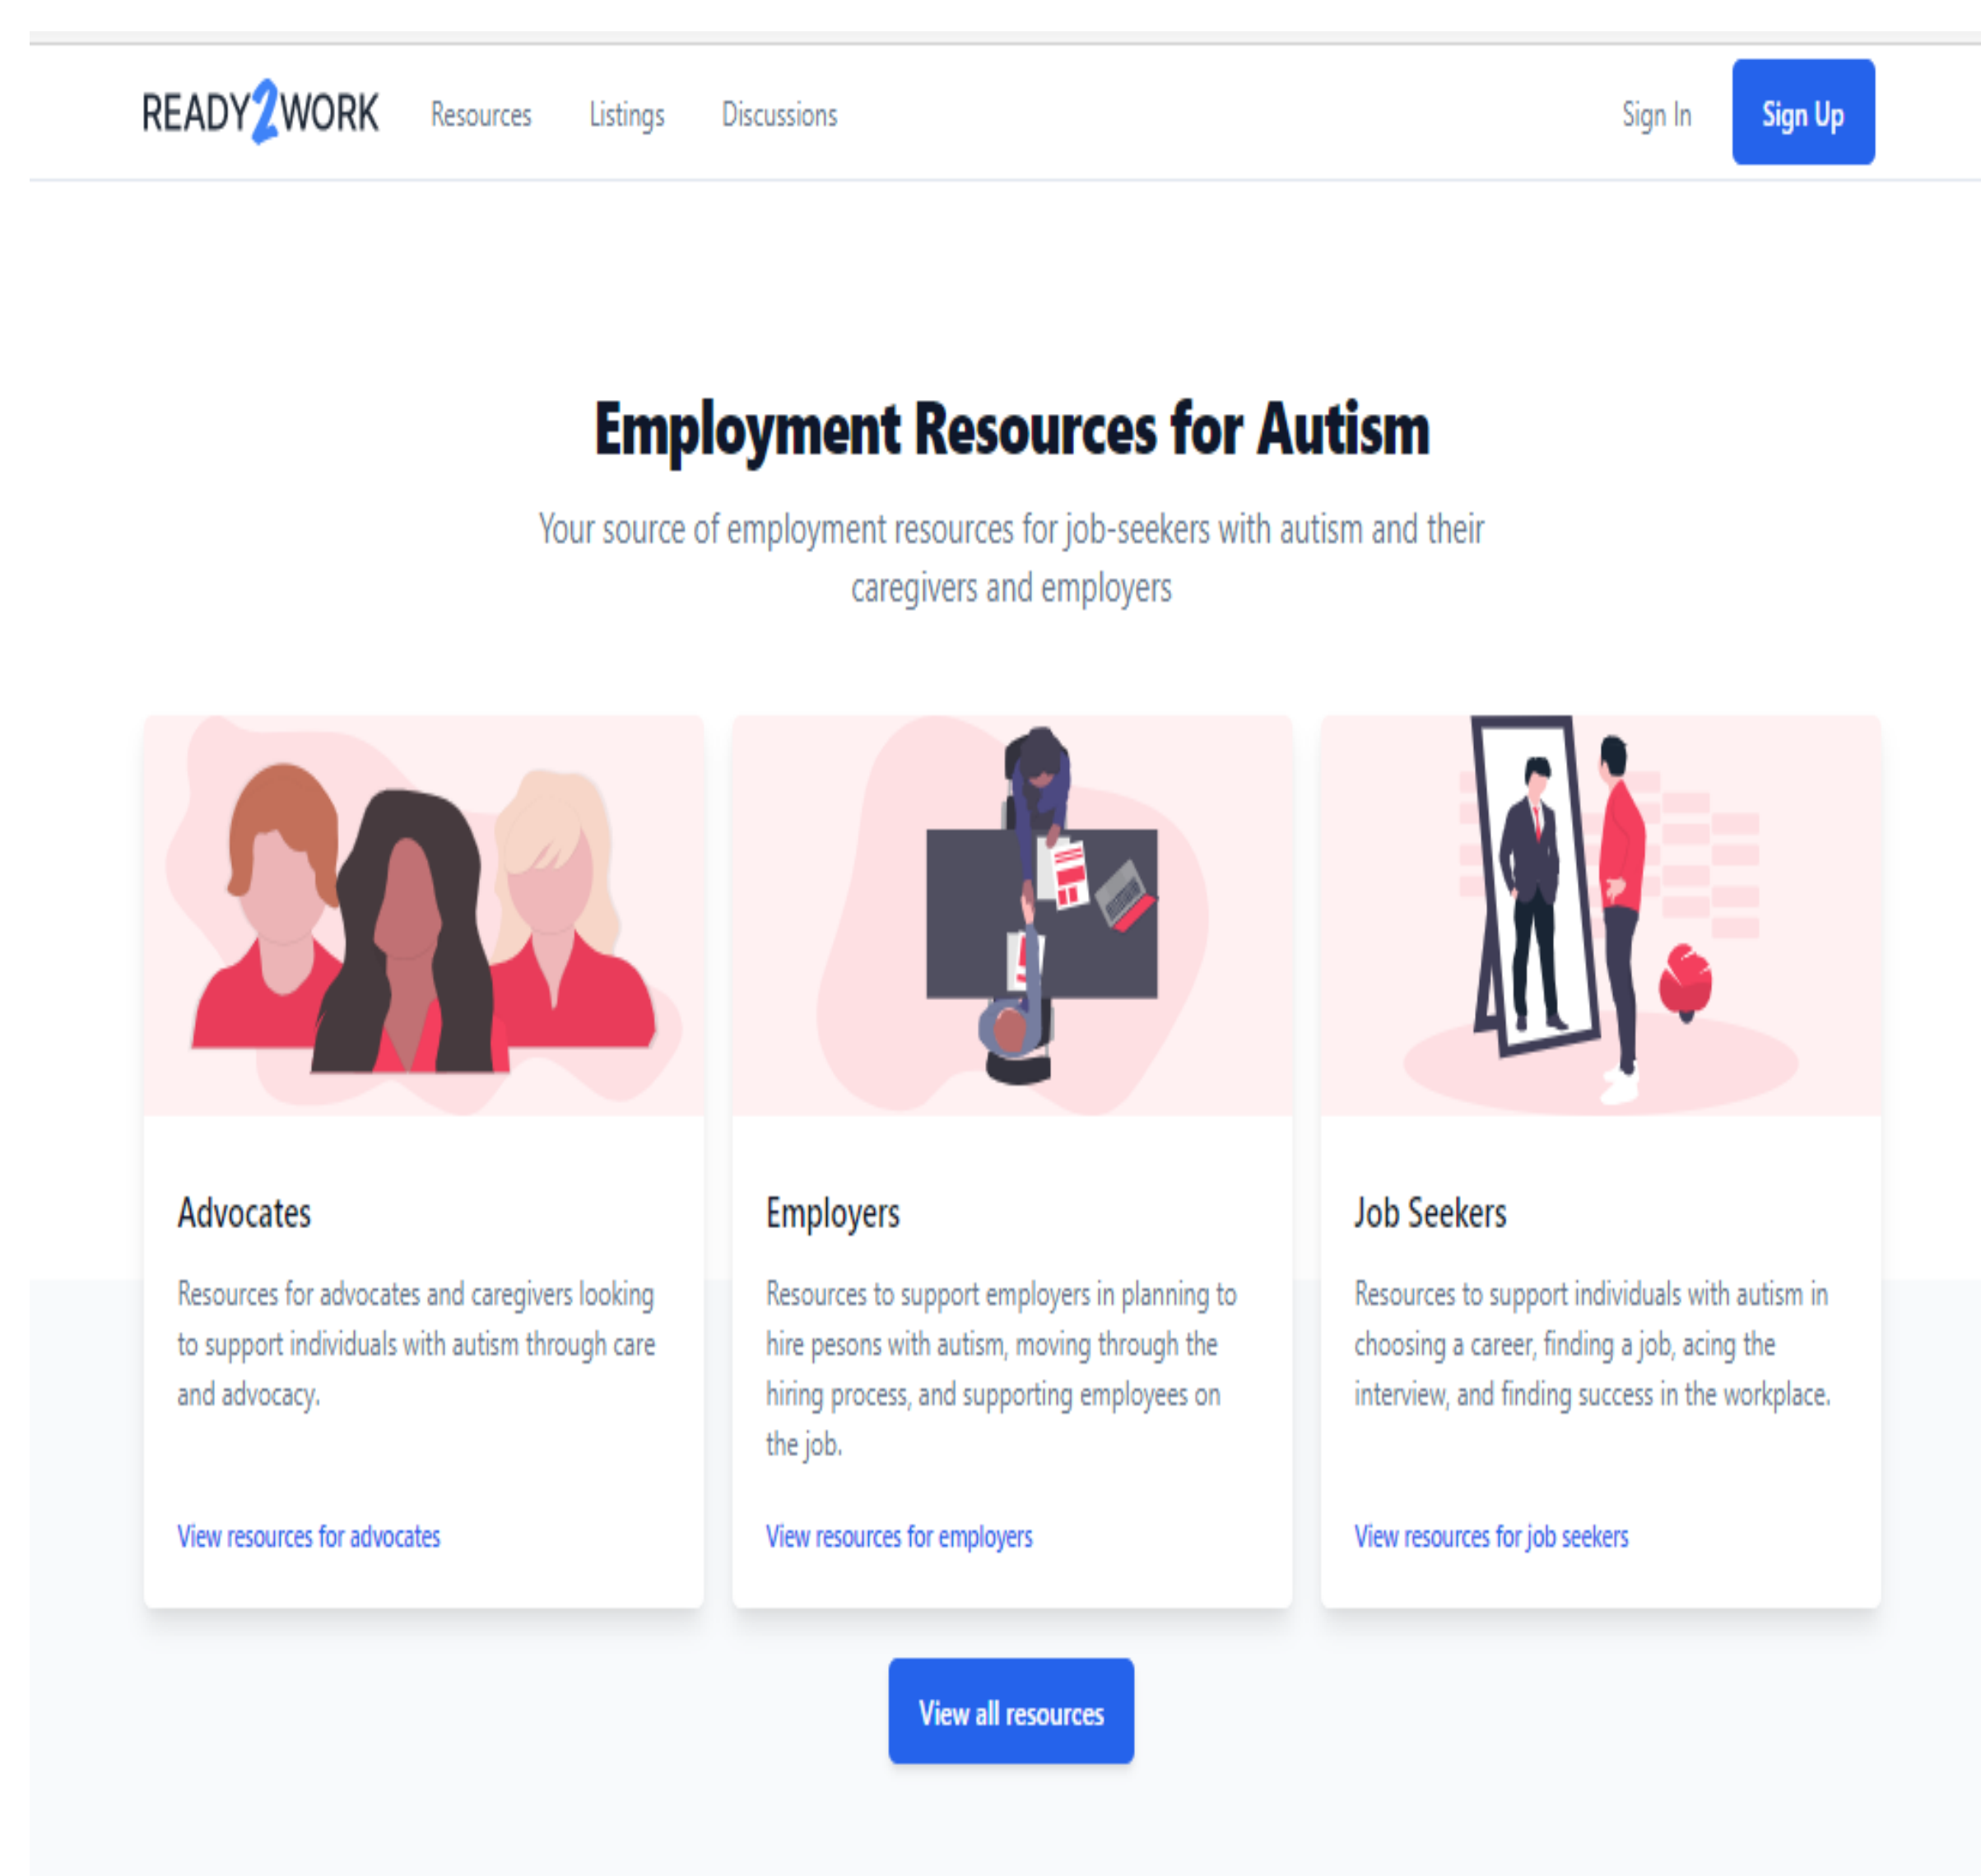 READY2WORK Resources Listings Discussions Sign In Sign Up
Employment Resources for Autism
Your source of employment resources for job-seekers with autism and their
caregivers and employers
Advocates
Resources for advocates and caregivers looking
to support individuals with autism through care
and advocacy.
View resources for advocates
Employers
Resources to support employers in planning to
hire pesons with autism, moving through the
hiring process, and supporting employees on
the job.
View resources for employers
Job Seekers
Resources to support individuals with autism in
choosing a career, finding a job, acing the
interview, and finding success in the workplace.
View resources for job seekers
View all resources